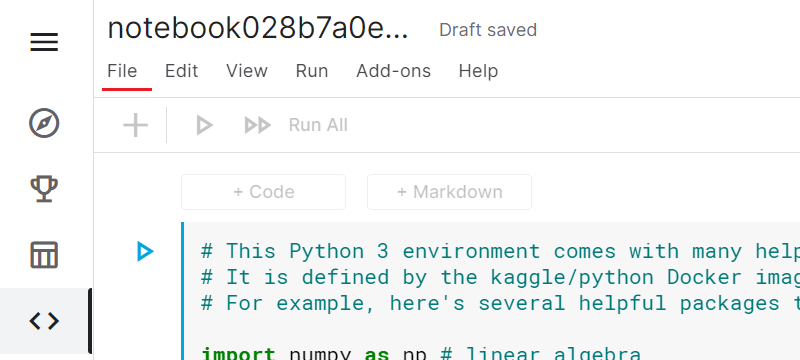 notebook028b7a0e... Draft saved
File Edit View Run Add-ons Help
Run All
+ Code + Markdown
# This Python 3 environment comes with many help
# It is defined by the kaggle/python Docker imag
# For example, here's several helpful packages t
import numpy as np # linear algebra